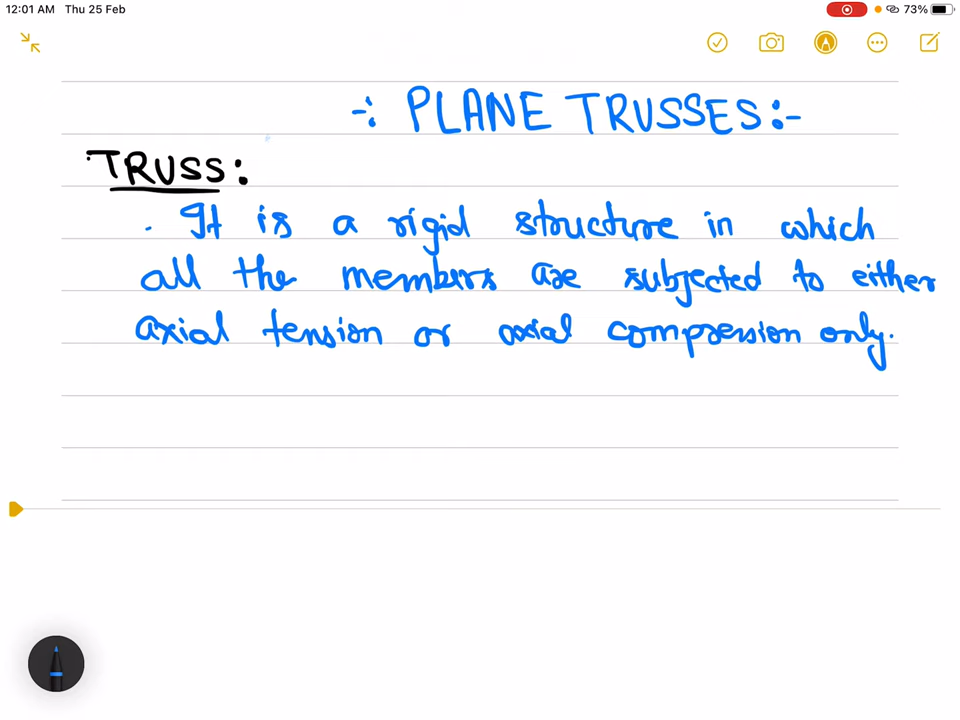 12:01 AM Thu 25 Feb
73%
-: PLANE TRUSSES:-
TRUSS:
. It is a rigid structure in which
all the members are subjected to either
axial tension or axial compression only.